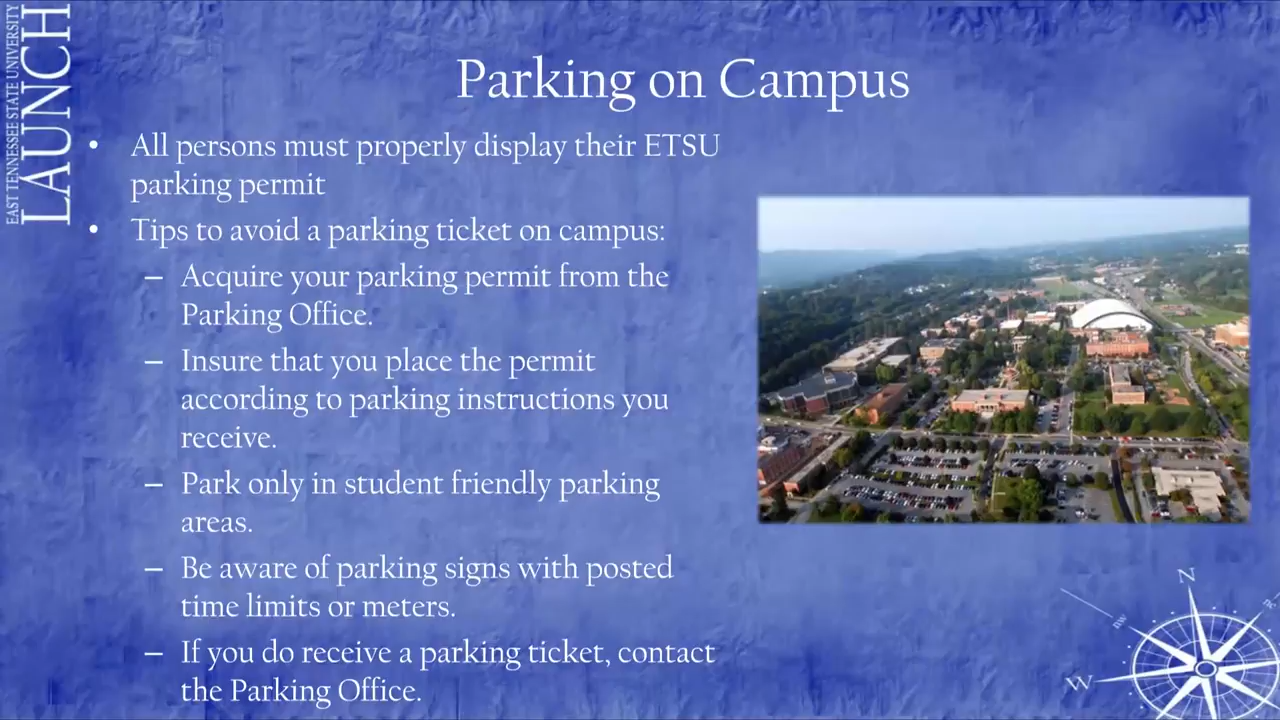 EAST TENNESSEE STATE UNIVERSITY
LAUNCH
Parking on Campus
• All persons must properly display their ETSU
parking permit
• Tips to avoid a parking ticket on campus:
– Acquire your parking permit from the
Parking Office.
– Insure that you place the permit
according to parking instructions you
receive.
– Park only in student friendly parking
areas.
– Be aware of parking signs with posted
time limits or meters.
– If you do receive a parking ticket, contact
the Parking Office.
N
nw
W